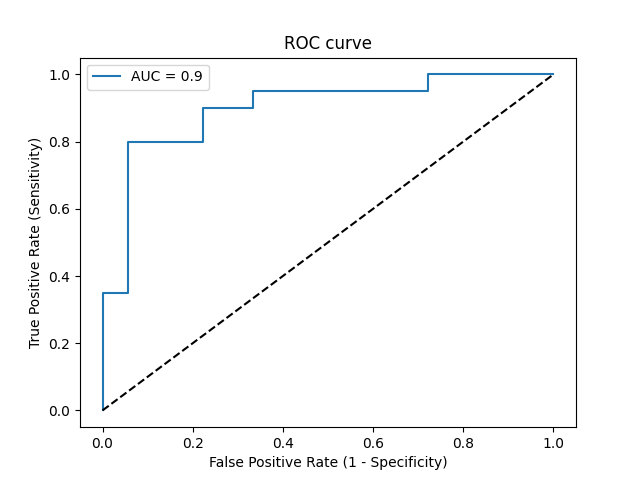 ROC curve
AUC = 0.9
True Positive Rate (Sensitivity)
1.0
0.8
0.6
0.4
0.2
0.0
0.0 0.2 0.4 0.6 0.8 1.0
False Positive Rate (1 - Specificity)